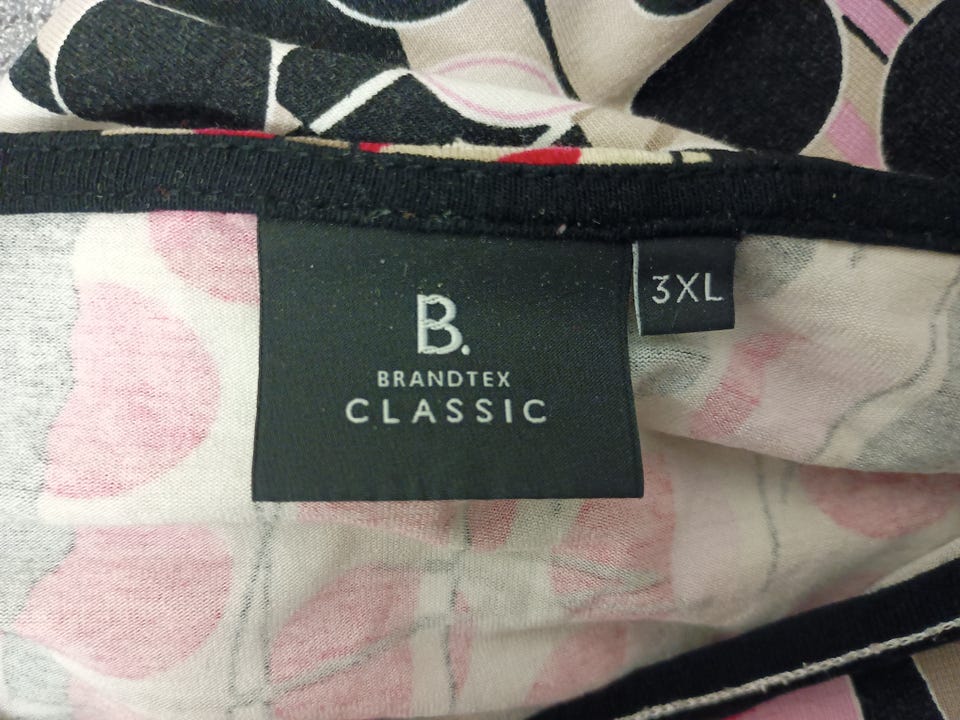 B.
BRANDTEX
CLASSIC
3XL